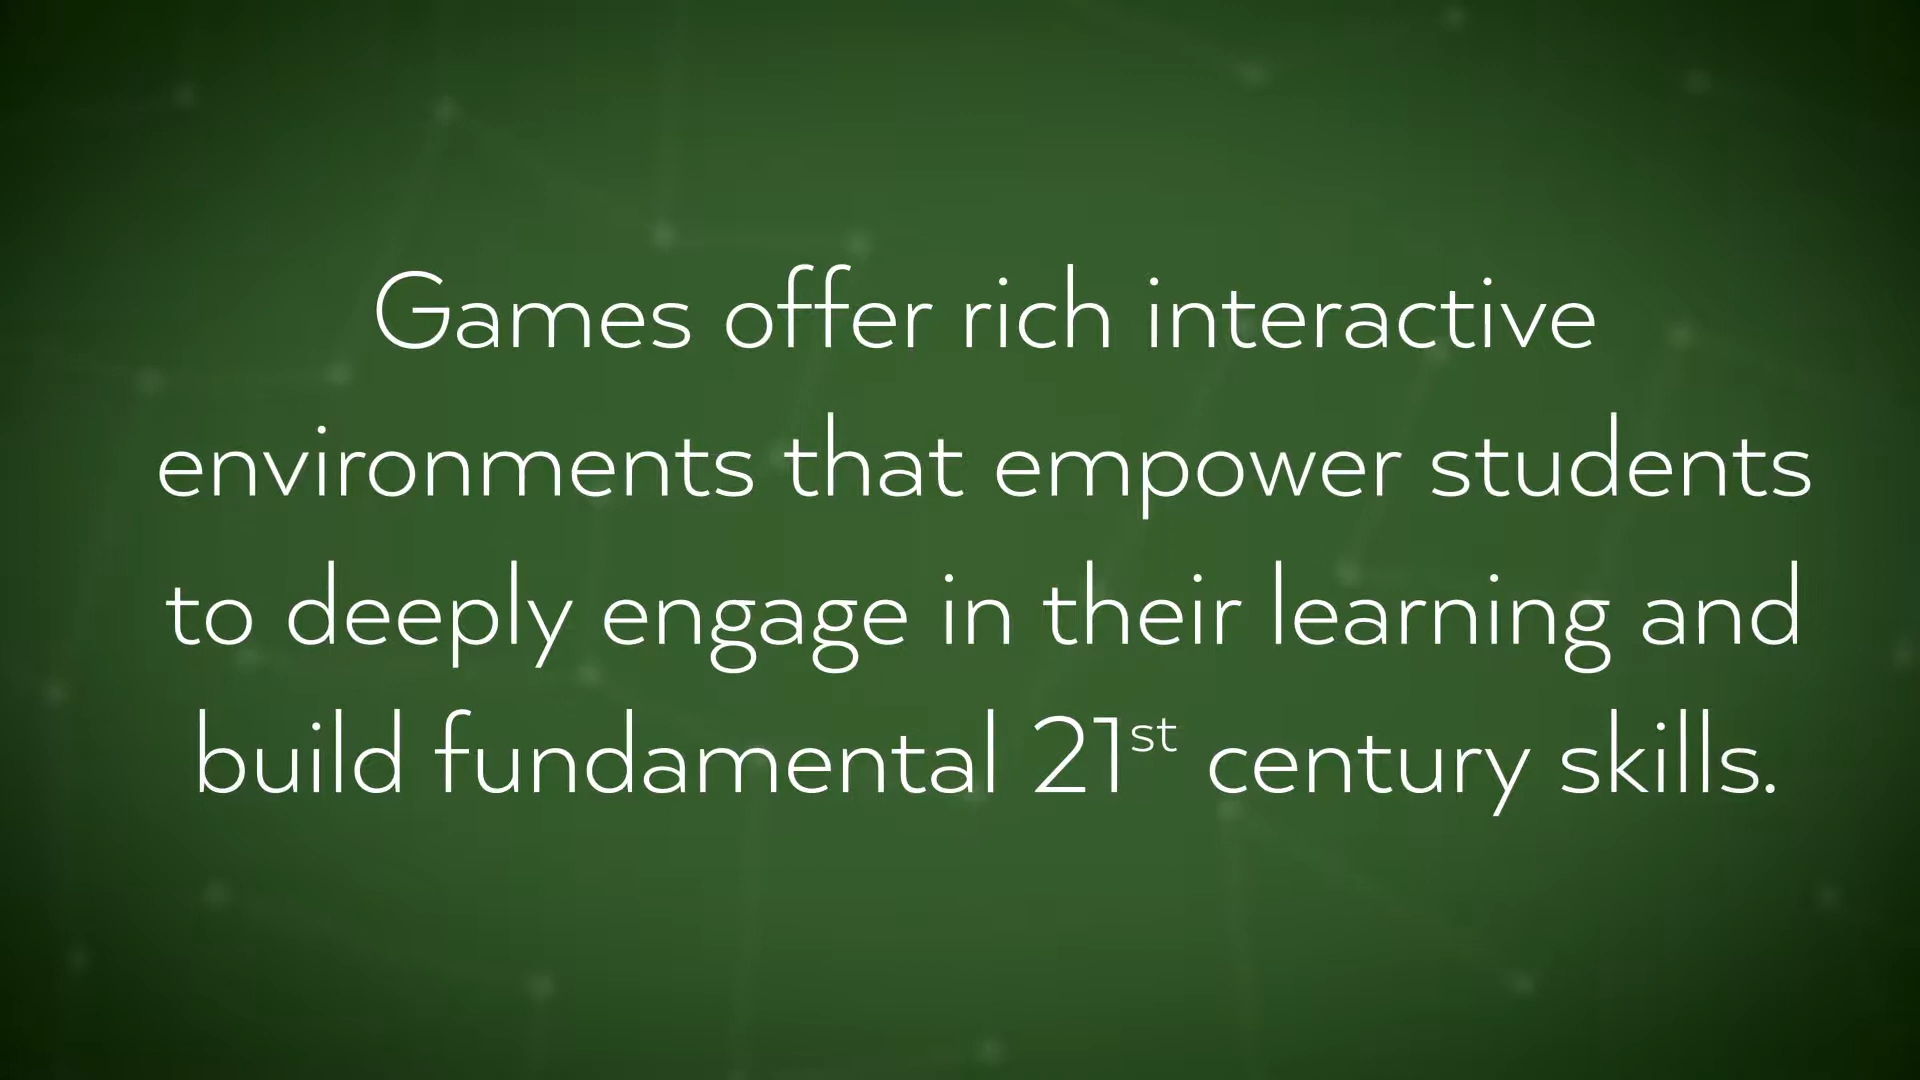 Games offer rich interactive
environments that empower students
to deeply engage in their learning and
build fundamental 21st century skills.